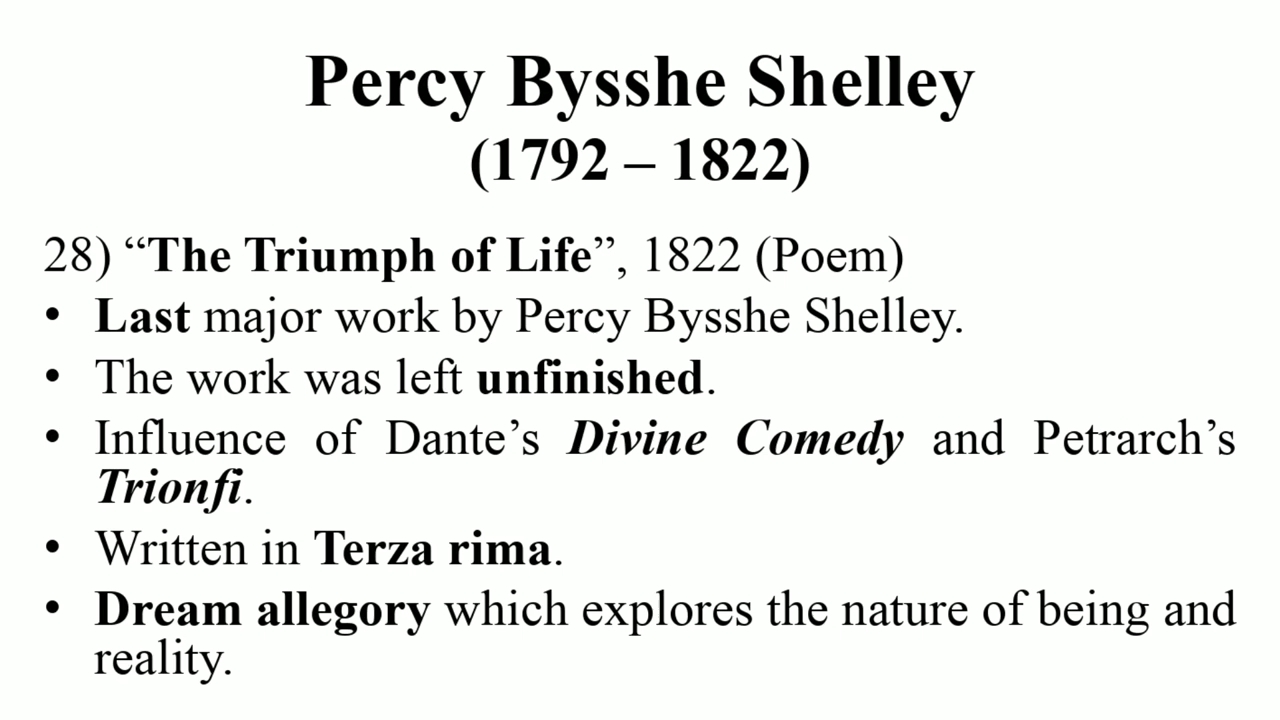 Percy Bysshe Shelley
(1792 – 1822)
28) “The Triumph of Life”, 1822 (Poem)
• Last major work by Percy Bysshe Shelley.
• The work was left unfinished.
• Influence of Dante’s Divine Comedy and Petrarch’s
Trionfi.
• Written in Terza rima.
• Dream allegory which explores the nature of being and
reality.